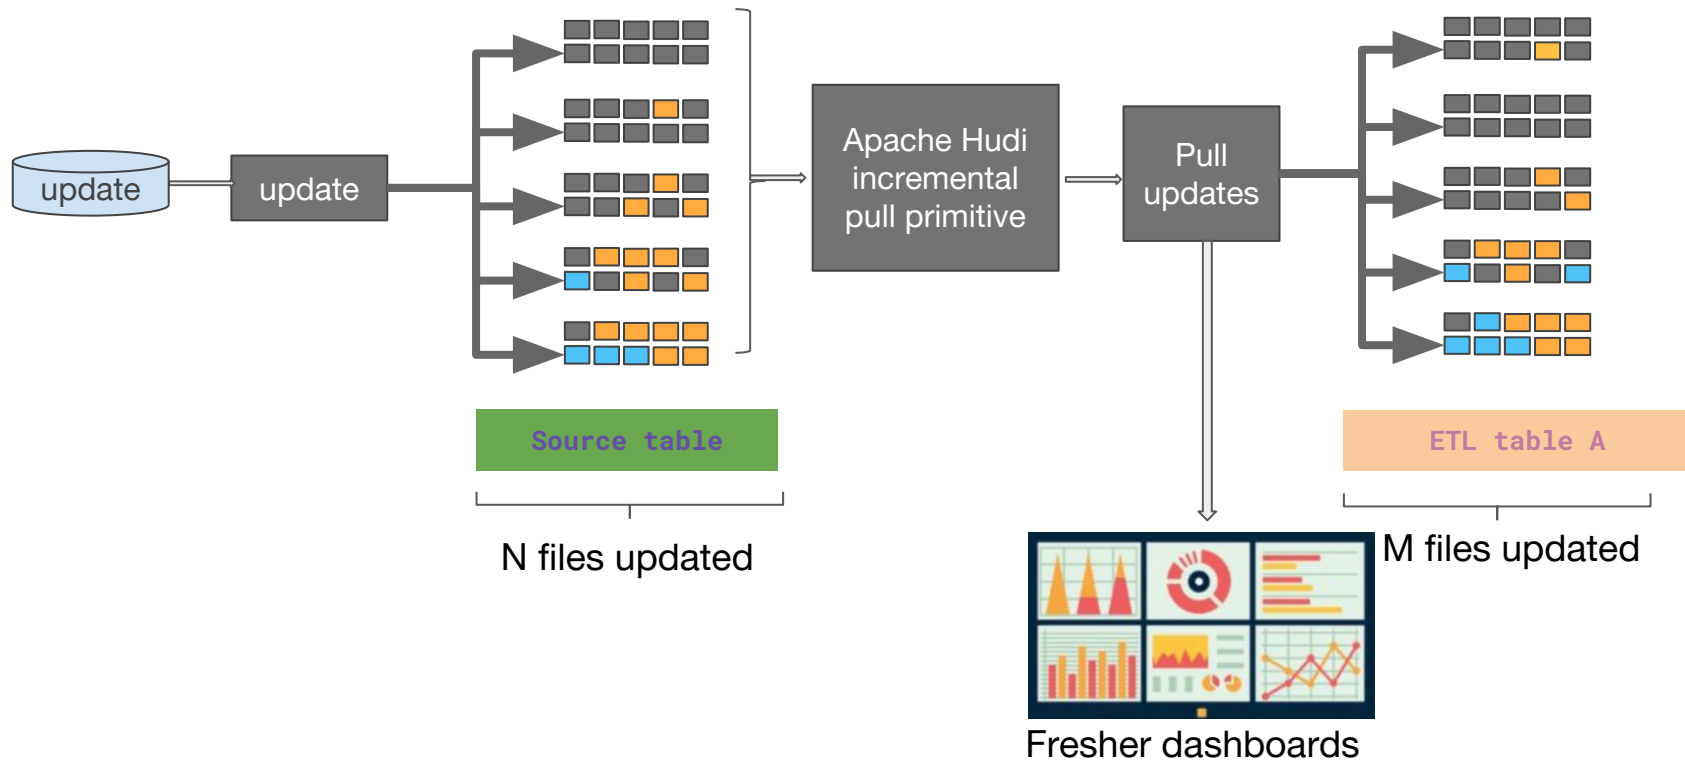 update
update
Apache Hudi
incremental
pull primitive
Pull
updates
Source table
ETL table A
N files updated
M files updated
Fresher dashboards